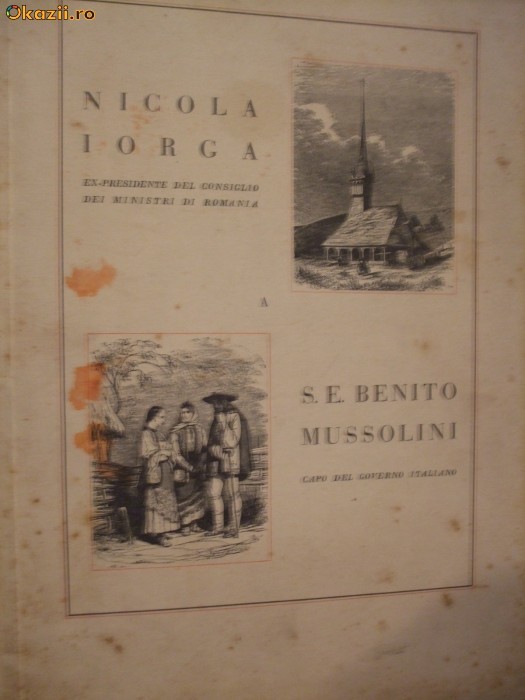 Okazii.ro
NICOLA
IORGA
EX-PRESIDENTE DEL CONSIGLIO
DEI MINISTRI DI ROMANIA
A
S. E. BENITO
MUSSOLINI
CAPO DEL GOVERNO ITALIANO